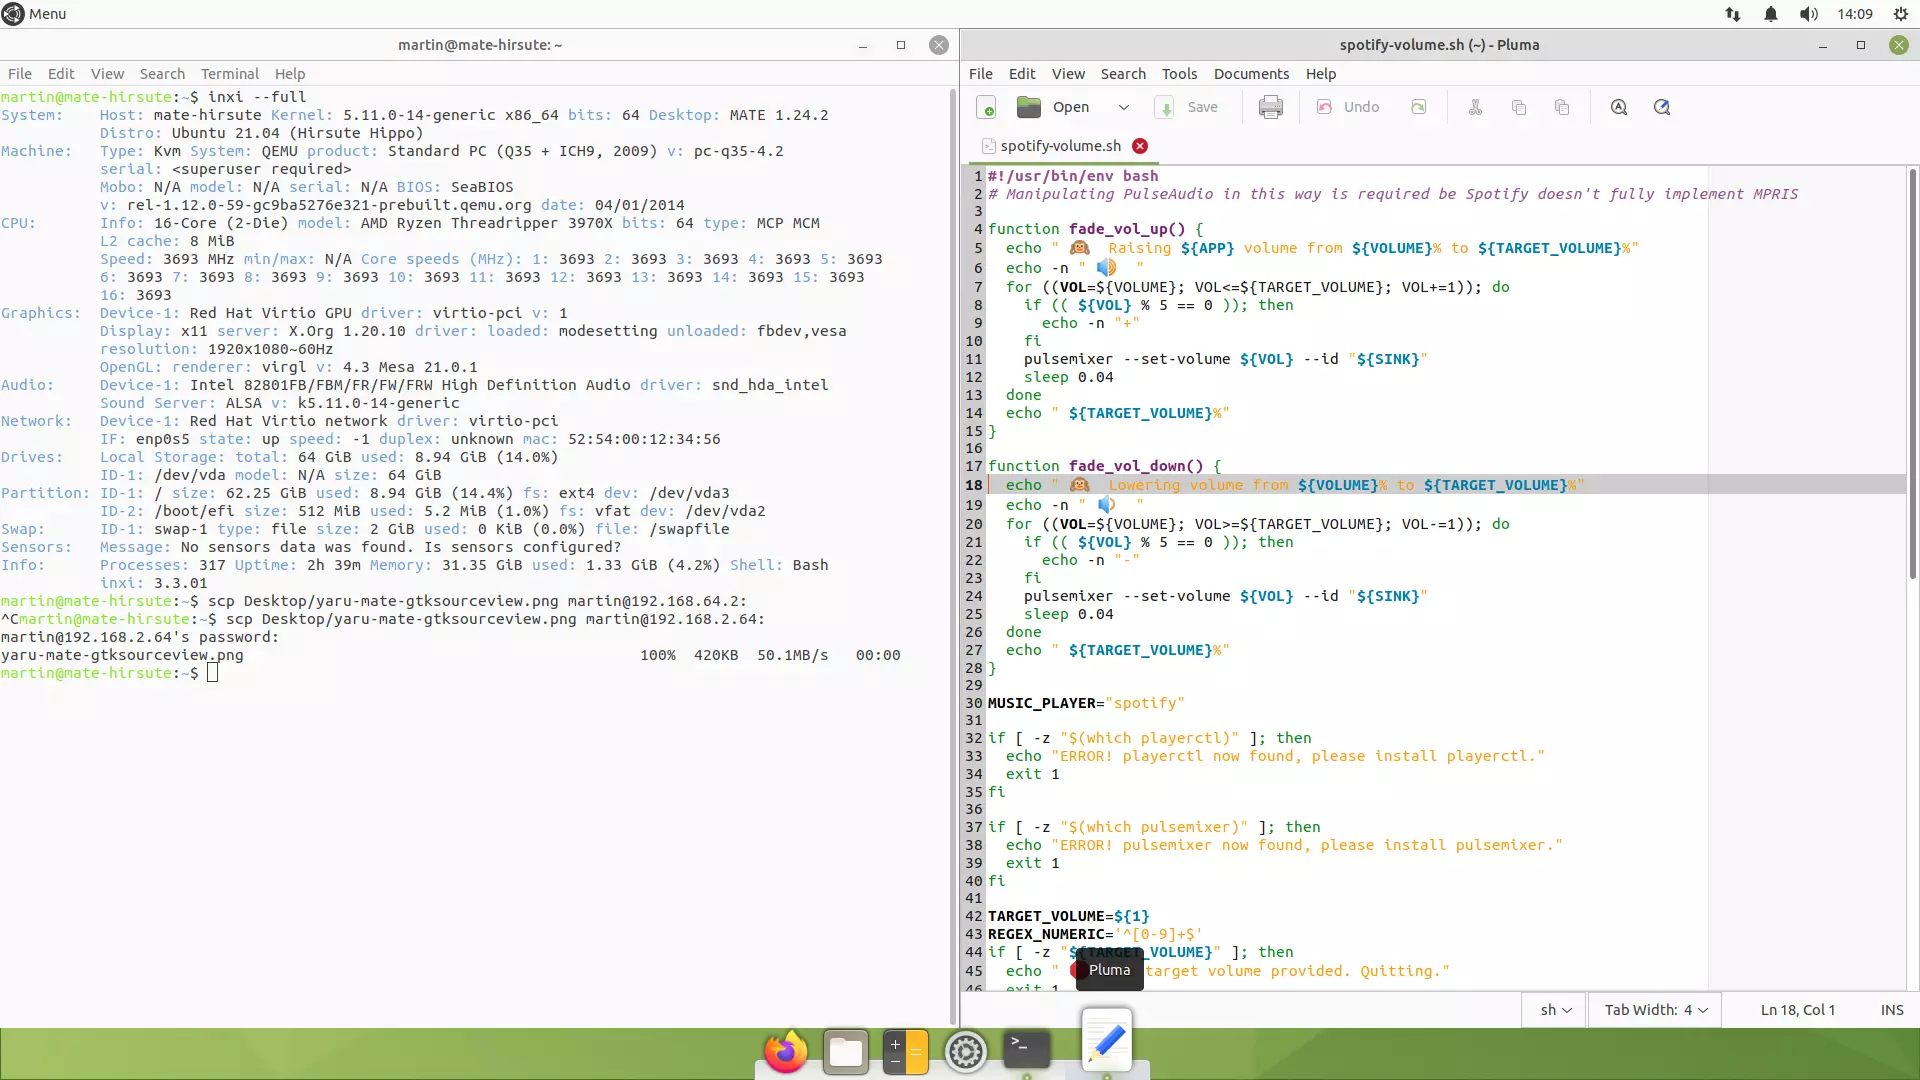 Menu
14:09
martin@mate-hirsute: ~
File Edit View Search Terminal Help
martin@mate-hirsute:~$ inxi --full
System:    Host: mate-hirsute Kernel: 5.11.0-14-generic x86_64 bits: 64 Desktop: MATE 1.24.2
Distro: Ubuntu 21.04 (Hirsute Hippo)
Machine:   Type: Kvm System: QEMU product: Standard PC (Q35 + ICH9, 2009) v: pc-q35-4.2
serial: <superuser required>
Mobo: N/A model: N/A serial: N/A BIOS: SeaBIOS
v: rel-1.12.0-59-gc9ba5276e321-prebuilt.qemu.org date: 04/01/2014
CPU:       Info: 16-Core (2-Die) model: AMD Ryzen Threadripper 3970X bits: 64 type: MCP MCM
L2 cache: 8 MiB
Speed: 3693 MHz min/max: N/A Core speeds (MHz): 1: 3693 2: 3693 3: 3693 4: 3693 5: 3693
6: 3693 7: 3693 8: 3693 9: 3693 10: 3693 11: 3693 12: 3693 13: 3693 14: 3693 15: 3693
16: 3693
Graphics:  Device-1: Red Hat Virtio GPU driver: virtio-pci v: 1
Display: x11 server: X.Org 1.20.10 driver: loaded: modesetting unloaded: fbdev,vesa
resolution: 1920x1080~60Hz
OpenGL: renderer: virgl v: 4.3 Mesa 21.0.1
Audio:     Device-1: Intel 82801FB/FBM/FR/FW/FRW High Definition Audio driver: snd_hda_intel
Sound Server: ALSA v: k5.11.0-14-generic
Network:   Device-1: Red Hat Virtio network driver: virtio-pci
IF: enp0s5 state: up speed: -1 duplex: unknown mac: 52:54:00:12:34:56
Drives:    Local Storage: total: 64 GiB used: 8.94 GiB (14.0%)
ID-1: /dev/vda model: N/A size: 64 GiB
Partition: ID-1: / size: 62.25 GiB used: 8.94 GiB (14.4%) fs: ext4 dev: /dev/vda3
ID-2: /boot/efi size: 512 MiB used: 5.2 MiB (1.0%) fs: vfat dev: /dev/vda2
Swap:      ID-1: swap-1 type: file size: 2 GiB used: 0 KiB (0.0%) file: /swapfile
Sensors:   Message: No sensors data was found. Is sensors configured?
Info:      Processes: 317 Uptime: 2h 39m Memory: 31.35 GiB used: 1.33 GiB (4.2%) Shell: Bash
inxi: 3.3.01
martin@mate-hirsute:~$ scp Desktop/yaru-mate-gtksourceview.png martin@192.168.64.2:
^Cmartin@mate-hirsute:~$ scp Desktop/yaru-mate-gtksourceview.png martin@192.168.2.64:
martin@192.168.2.64's password:
yaru-mate-gtksourceview.png 100% 420KB 50.1MB/s 00:00
martin@mate-hirsute:~$
spotify-volume.sh (~) - Pluma
File Edit View Search Tools Documents Help
Open Save Undo
spotify-volume.sh
1 #!/usr/bin/env bash
2 # Manipulating PulseAudio in this way is required be Spotify doesn't fully implement MPRIS
3
4 function fade_vol_up() {
5   echo " 🙉  Raising ${APP} volume from ${VOLUME}% to ${TARGET_VOLUME}%"
6   echo -n " 🔊  "
7   for ((VOL=${VOLUME}; VOL<=${TARGET_VOLUME}; VOL+=1)); do
8     if (( ${VOL} % 5 == 0 )); then
9       echo -n "+"
10     fi
11     pulsemixer --set-volume ${VOL} --id "${SINK}"
12     sleep 0.04
13   done
14   echo " ${TARGET_VOLUME}%"
15 }
16
17 function fade_vol_down() {
18   echo " 🙉  Lowering volume from ${VOLUME}% to ${TARGET_VOLUME}%"
19   echo -n " 🔉  "
20   for ((VOL=${VOLUME}; VOL>=${TARGET_VOLUME}; VOL-=1)); do
21     if (( ${VOL} % 5 == 0 )); then
22       echo -n "-"
23     fi
24     pulsemixer --set-volume ${VOL} --id "${SINK}"
25     sleep 0.04
26   done
27   echo " ${TARGET_VOLUME}%"
28 }
29
30 MUSIC_PLAYER="spotify"
31
32 if [ -z "$(which playerctl)" ]; then
33   echo "ERROR! playerctl now found, please install playerctl."
34   exit 1
35 fi
36
37 if [ -z "$(which pulsemixer)" ]; then
38   echo "ERROR! pulsemixer now found, please install pulsemixer."
39   exit 1
40 fi
41
42 TARGET_VOLUME=${1}
43 REGEX_NUMERIC='^[0-9]+$'
44 if [ -z "${TARGET_VOLUME}" ]; then
45   echo " target volume provided. Quitting."
46   exit 1
Pluma
sh Tab Width: 4 Ln 18, Col 1 INS